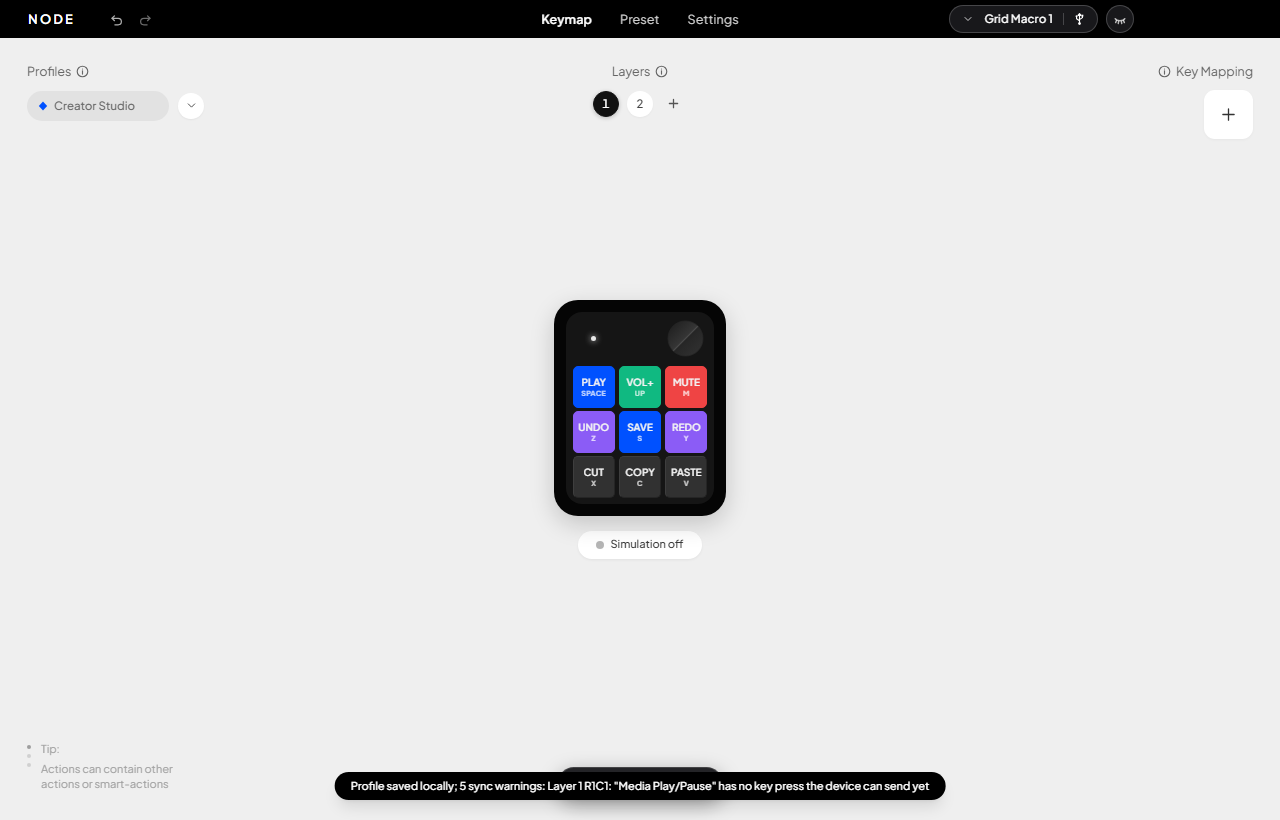 NODE
Keymap
Preset
Settings
Grid Macro 1
Profiles
Layers
Key Mapping
Creator Studio
1
2
PLAY
SPACE
VOL+
UP
MUTE
M
UNDO
Z
SAVE
S
REDO
Y
CUT
X
COPY
C
PASTE
V
Simulation off
Tip:
Actions can contain other
actions or smart-actions
Profile saved locally; 5 sync warnings: Layer 1 R1C1: "Media Play/Pause" has no key press the device can send yet